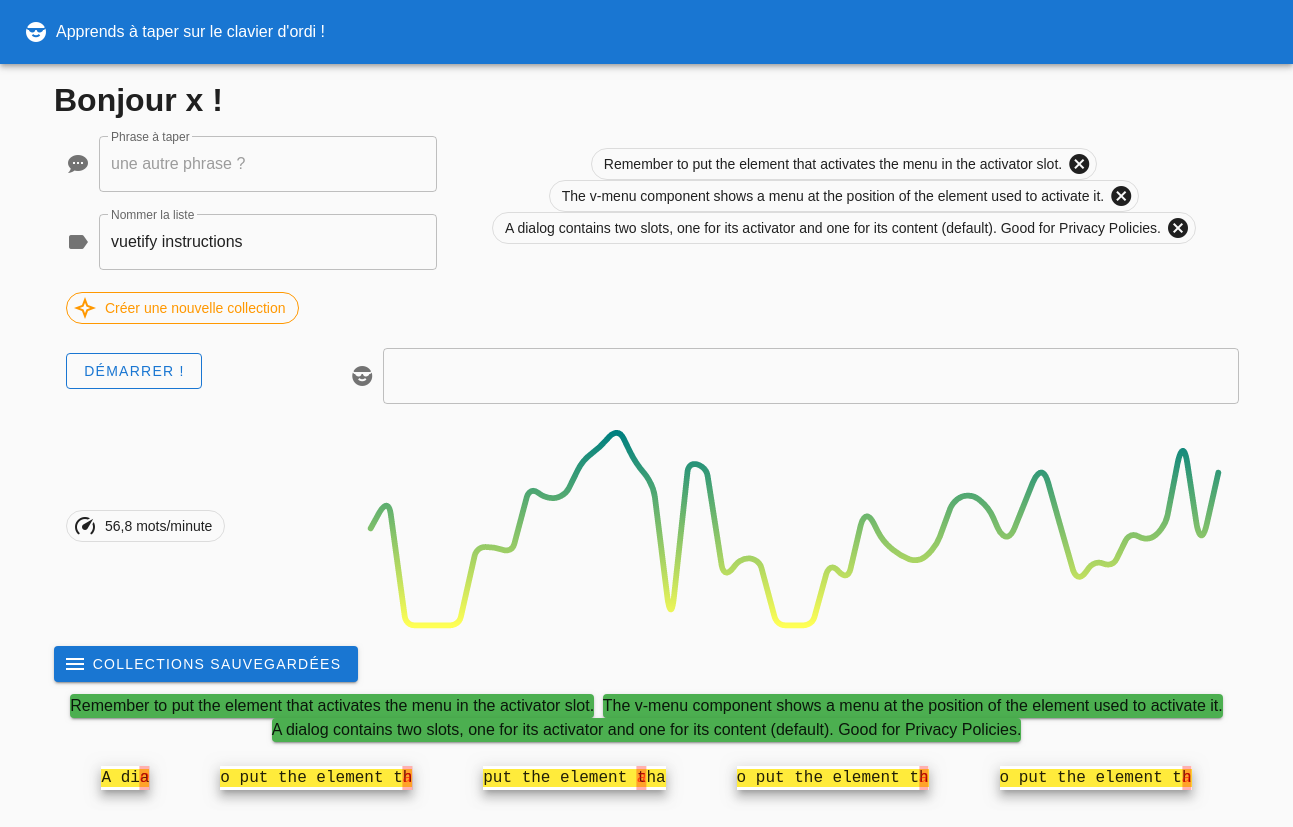 Apprends à taper sur le clavier d'ordi !
Bonjour x !
Phrase à taper
une autre phrase ?
Nommer la liste
vuetify instructions
Remember to put the element that activates the menu in the activator slot.
The v-menu component shows a menu at the position of the element used to activate it.
A dialog contains two slots, one for its activator and one for its content (default). Good for Privacy Policies.
Créer une nouvelle collection
DÉMARRER !
56,8 mots/minute
COLLECTIONS SAUVEGARDÉES
Remember to put the element that activates the menu in the activator slot. The v-menu component shows a menu at the position of the element used to activate it.
A dialog contains two slots, one for its activator and one for its content (default). Good for Privacy Policies.
A dia o put the element th put the element tha o put the element th o put the element th